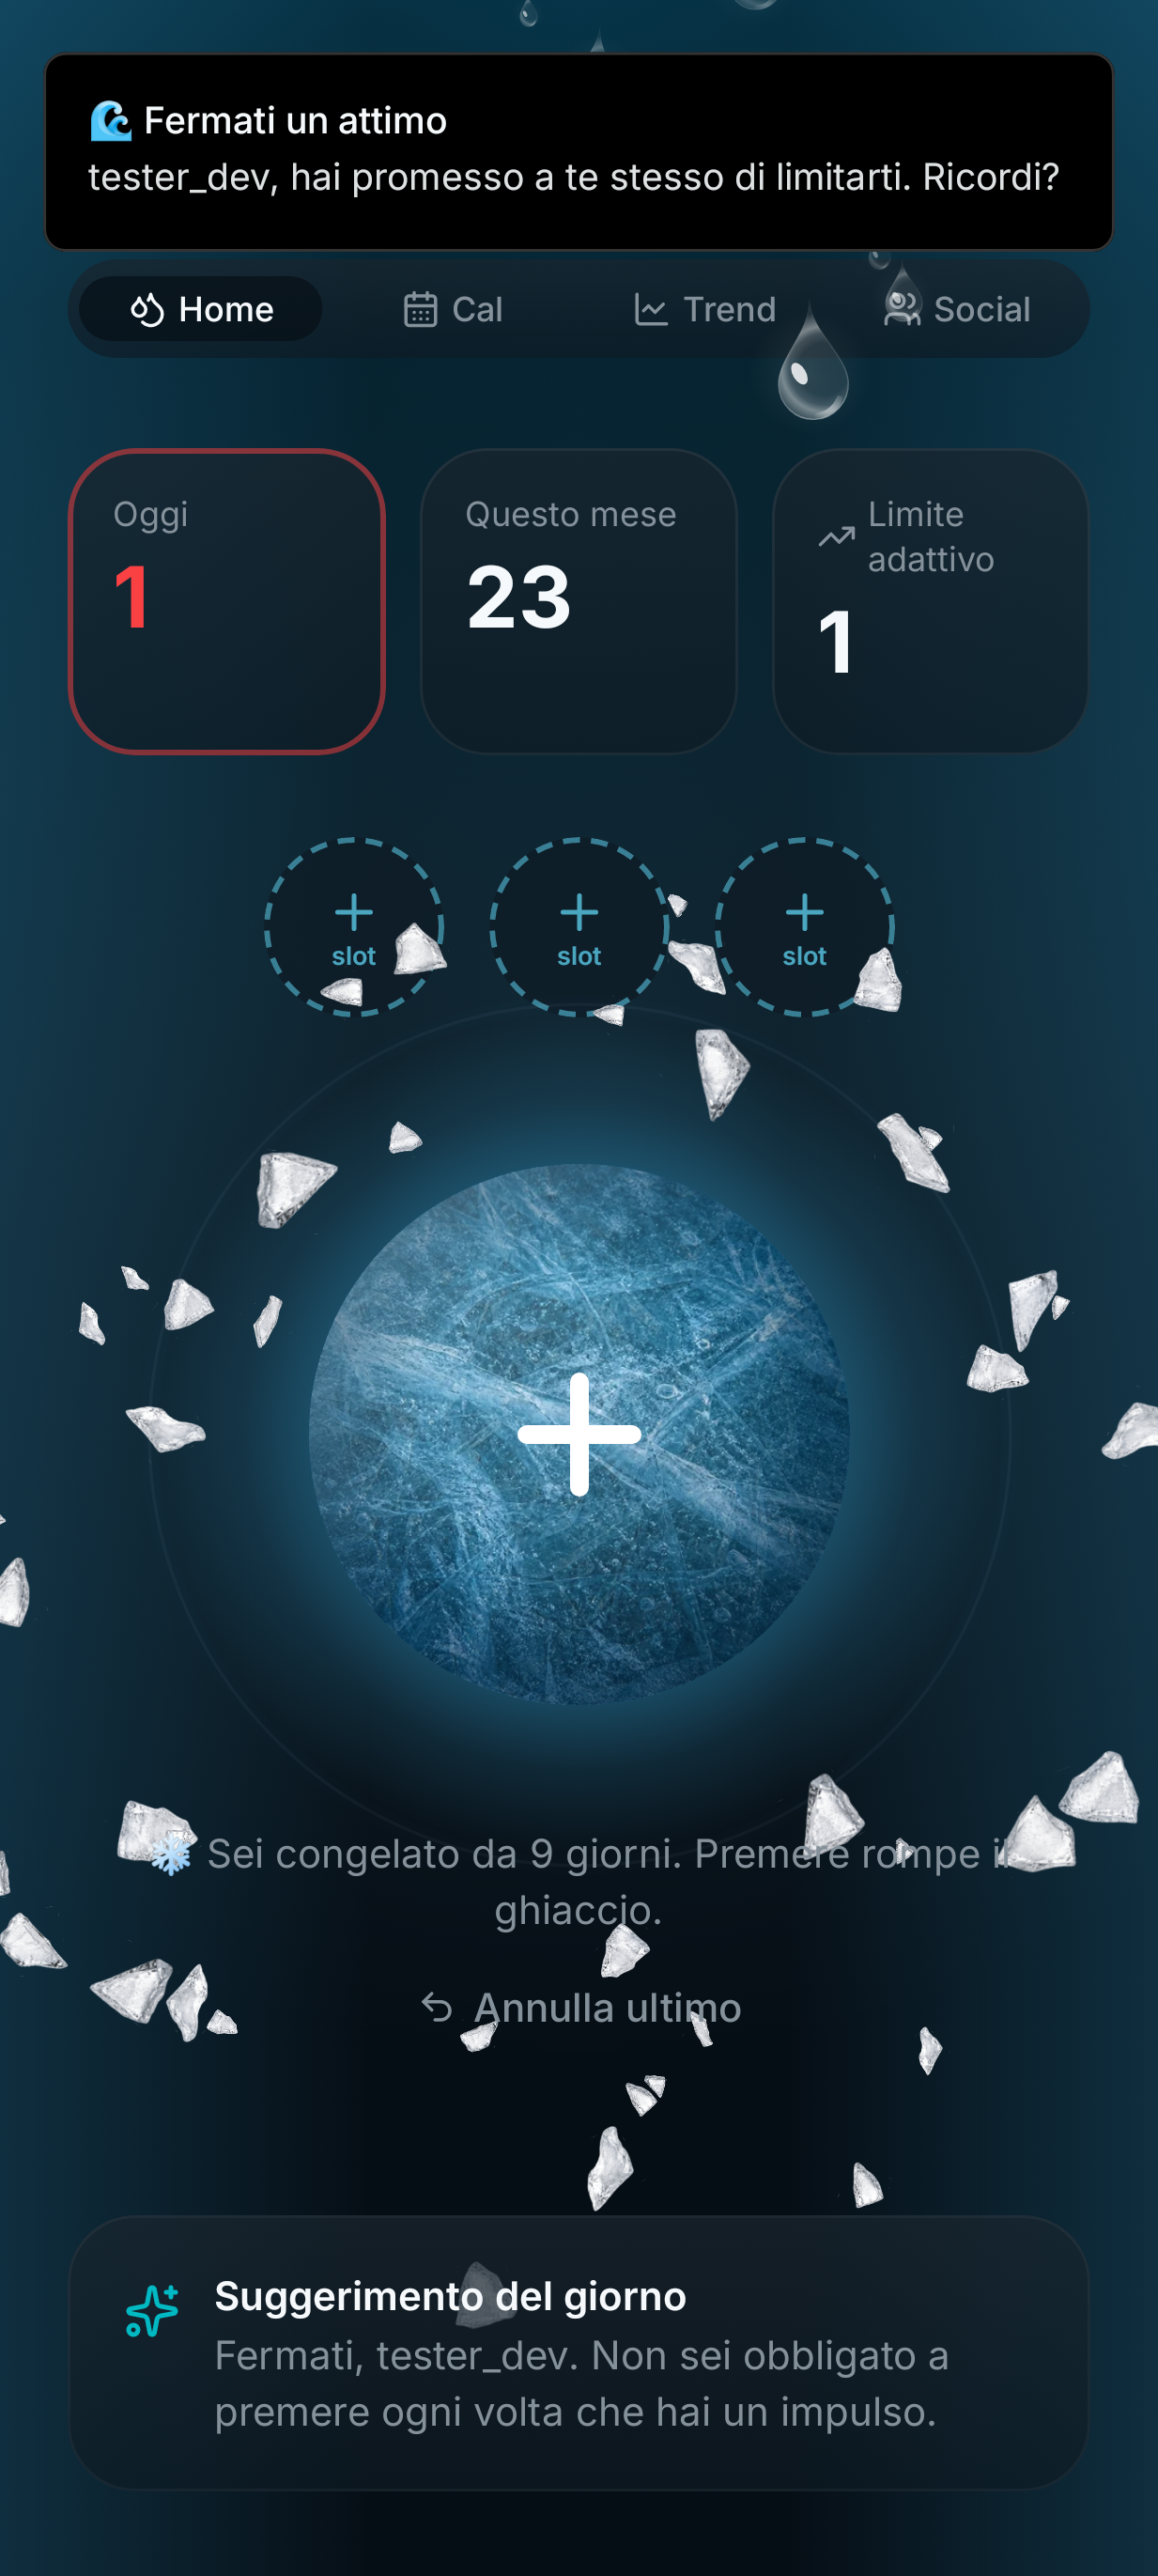 🌊 Fermati un attimo
tester_dev, hai promesso a te stesso di limitarti. Ricordi?
Home Cal Trend Social
Oggi Questo mese Limite
adattivo
1 23 1
slot slot slot
❄️ Sei congelato da 9 giorni. Premere rompe il
ghiaccio.
Annulla ultimo
Suggerimento del giorno
Fermati, tester_dev. Non sei obbligato a
premere ogni volta che hai un impulso.